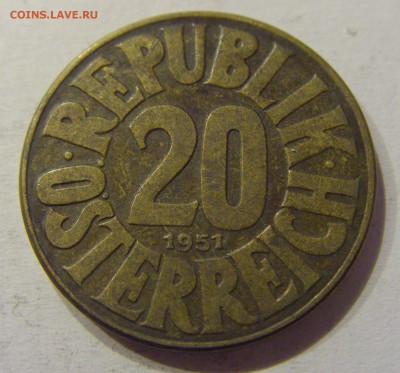 COINS.LAVE.RU
REPUBLIK · ÖSTERREICH ·
20
1951